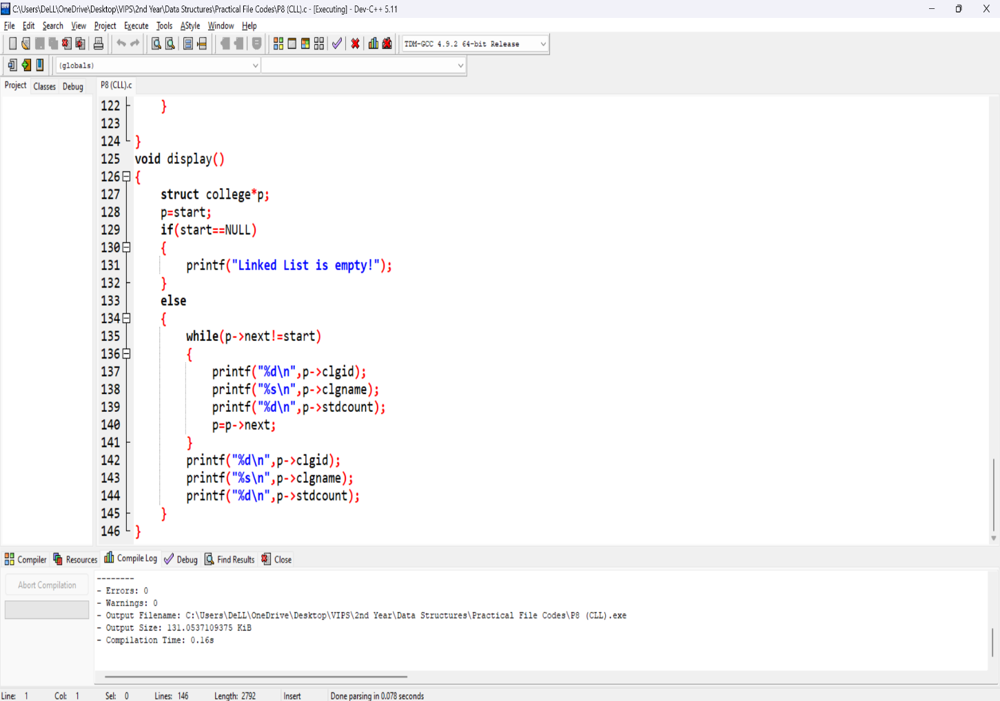 C:\Users\DeLL\OneDrive\Desktop\VIPS\2nd Year\Data Structures\Practical File Codes\P8 (CLL).c - [Executing] - Dev-C++ 5.11
File Edit Search View Project Execute Tools AStyle Window Help
TDM-GCC 4.9.2 64-bit Release
(globals)
Project Classes Debug P8 (CLL).c
122 }
123
124 }
125 void display()
126 {
127 struct college*p;
128 p=start;
129 if(start==NULL)
130 {
131 printf("Linked List is empty!");
132 }
133 else
134 {
135 while(p->next!=start)
136 {
137 printf("%d\n",p->clgid);
138 printf("%s\n",p->clgname);
139 printf("%d\n",p->stdcount);
140 p=p->next;
141 }
142 printf("%d\n",p->clgid);
143 printf("%s\n",p->clgname);
144 printf("%d\n",p->stdcount);
145 }
146 }
Compiler Resources Compile Log Debug Find Results Close
Abort Compilation
--------
- Errors: 0
- Warnings: 0
- Output Filename: C:\Users\DeLL\OneDrive\Desktop\VIPS\2nd Year\Data Structures\Practical File Codes\P8 (CLL).exe
- Output Size: 131.0537109375 KiB
- Compilation Time: 0.16s
Line: 1 Col: 1 Sel: 0 Lines: 146 Length: 2792 Insert Done parsing in 0.078 seconds